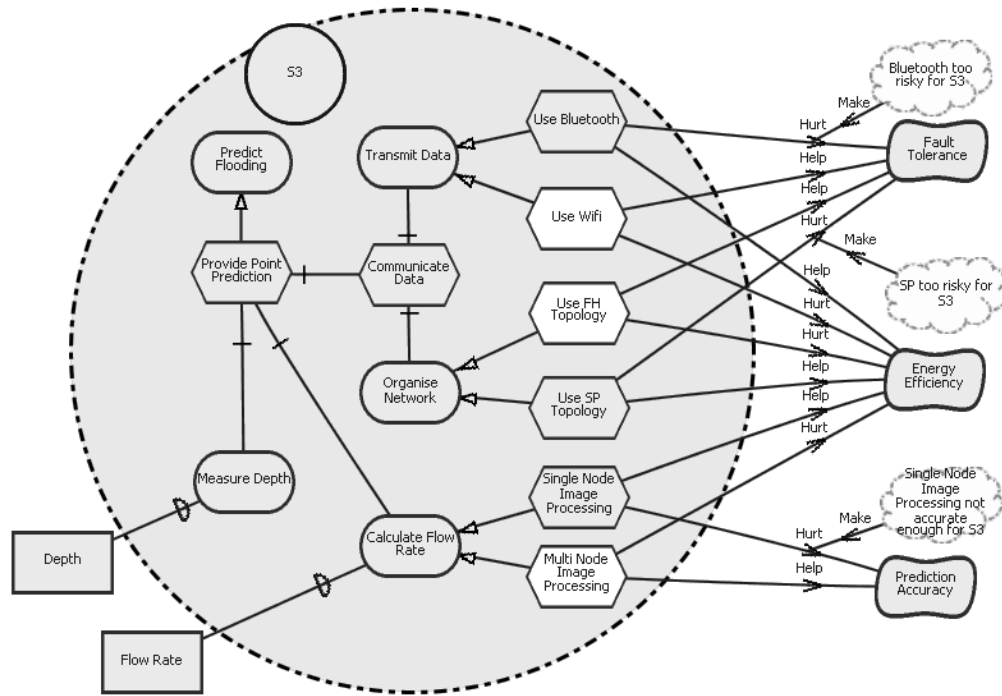 S3
Predict
Flooding
Provide Point
Prediction
Measure Depth
Depth
Flow Rate
Transmit Data
Communicate
Data
Organise
Network
Calculate Flow
Rate
Use Bluetooth
Use Wifi
Use FH
Topology
Use SP
Topology
Single Node
Image
Processing
Multi Node
Image
Processing
Hurt
Make
Help
Help
Hurt
Make
Help
Hurt
Hurt
Help
Help
Hurt
Hurt
Make
Help
Bluetooth too
risky for S3
Fault
Tolerance
SP too risky for
S3
Energy
Efficiency
Single Node
Image
Processing not
accurate
enough for S3
Prediction
Accuracy